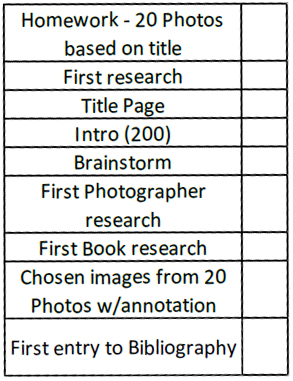 Homework - 20 Photos
based on title
First research
Title Page
Intro (200)
Brainstorm
First Photographer
research
First Book research
Chosen images from 20
Photos w/annotation
First entry to Bibliography